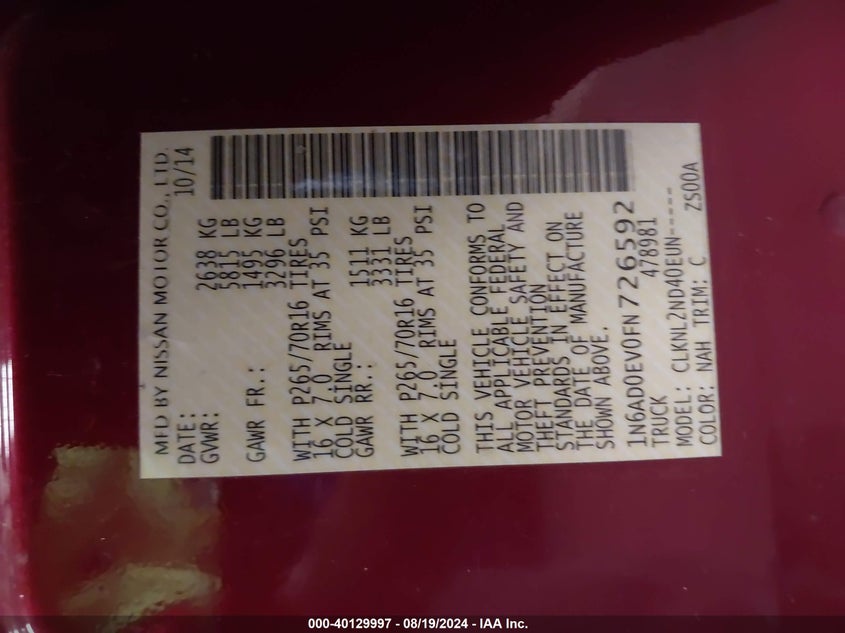 MFD BY NISSAN MOTOR CO., LTD.
DATE: 10/14
GVWR: 2638 KG
5815 LB
GAWR FR.: 1495 KG
3296 LB
WITH P265/70R16 TIRES
16 X 7.0 RIMS AT 35 PSI
COLD SINGLE
GAWR RR.: 1511 KG
3331 LB
WITH P265/70R16 TIRES
16 X 7.0 RIMS AT 35 PSI
COLD SINGLE
THIS VEHICLE CONFORMS TO
ALL APPLICABLE FEDERAL
MOTOR VEHICLE SAFETY AND
THEFT PREVENTION
STANDARDS IN EFFECT ON
THE DATE OF MANUFACTURE
SHOWN ABOVE.
1N6AD0EV0FN726592
TRUCK 478981
MODEL: CLKNL2ND40EUN-----
COLOR: NAH TRIM: C ZS00A
000-40129997 - 08/19/2024 - IAA Inc.